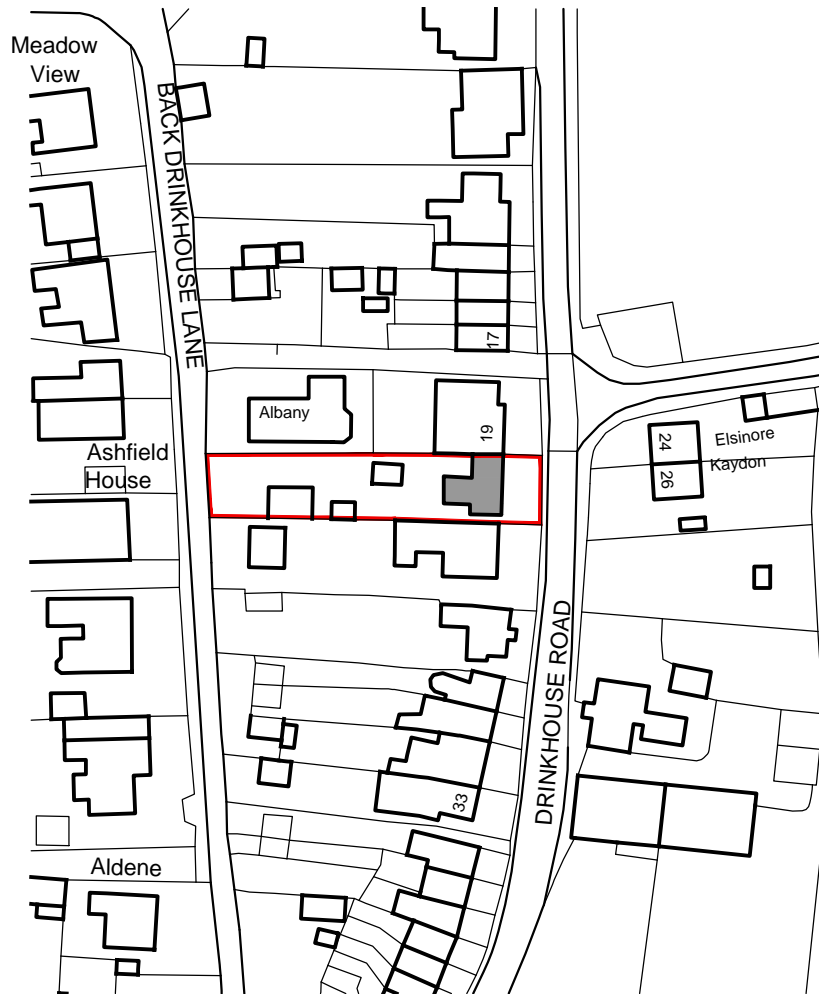 Meadow
View
BACK DRINKHOUSE LANE
17
Albany
19
24
Elsinore
Ashfield
House
26
Kaydon
DRINKHOUSE ROAD
33
Aldene